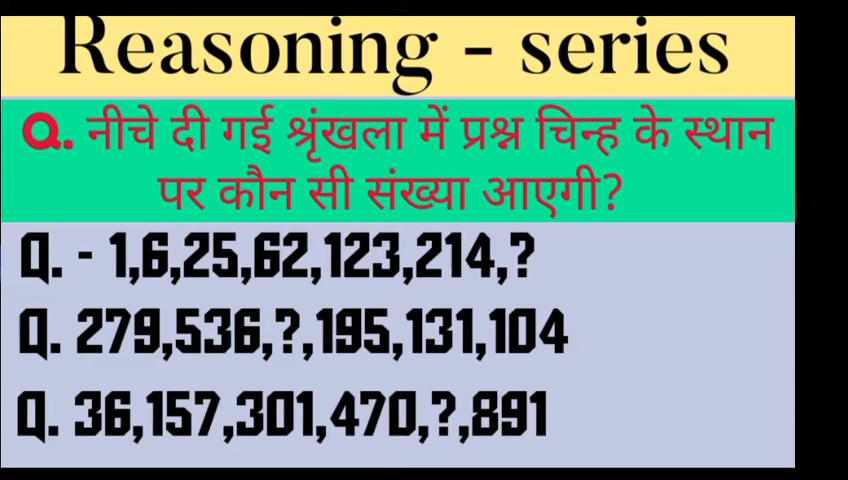 Reasoning - series
Q. नीचे दी गई श्रृंखला में प्रश्न चिन्ह के स्थान
पर कौन सी संख्या आएगी?
Q. - 1,6,25,62,123,214,?
Q. 279,536,?,195,131,104
Q. 36,157,301,470,?,891